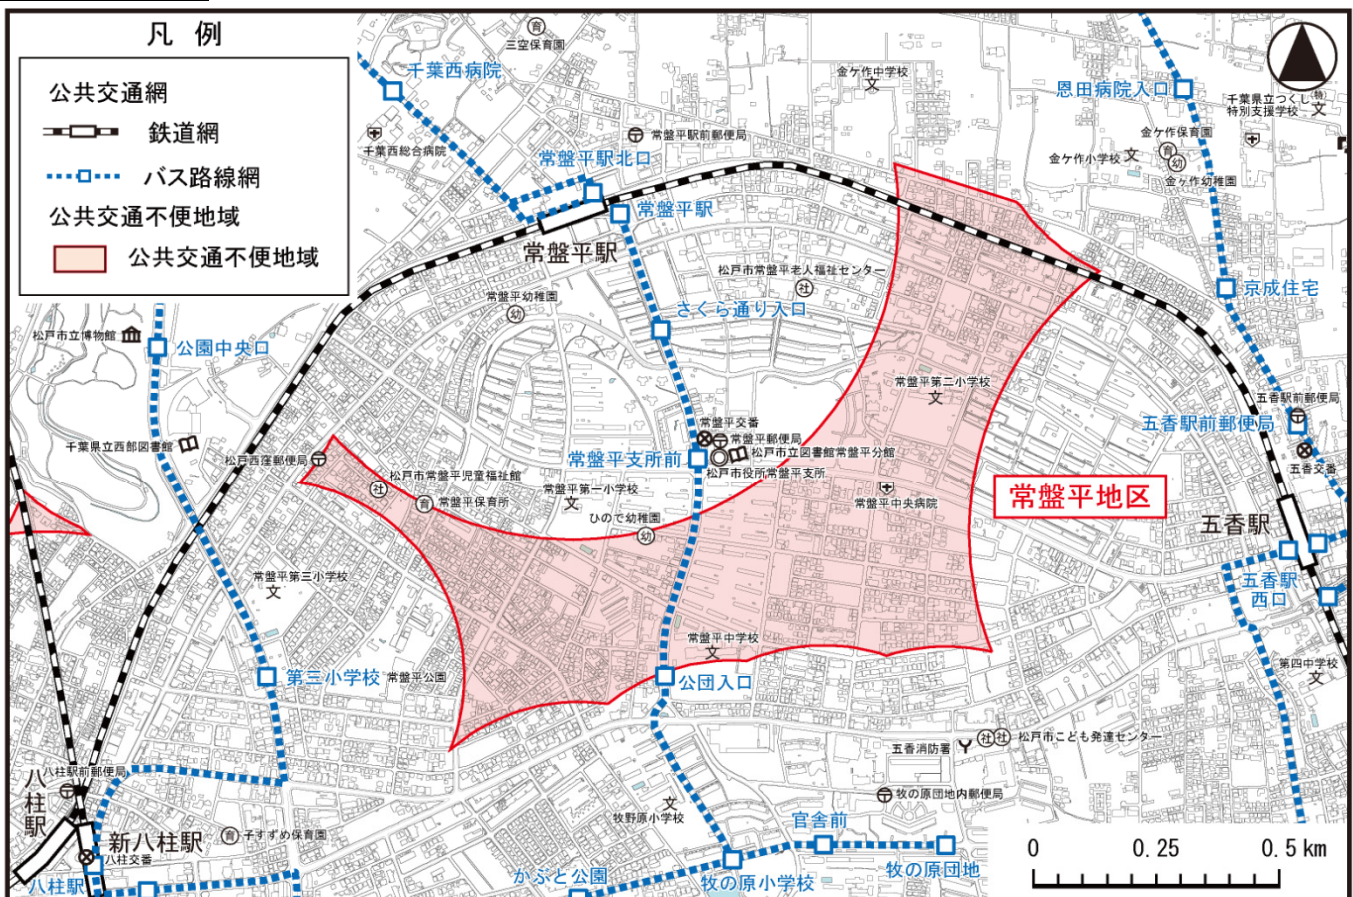 凡 例
公共交通網
鉄道網
バス路線網
公共交通不便地域
公共交通不便地域
三空保育園
千葉西病院
金ケ作中学校
恩田病院入口
千葉県立つくし
特別支援学校
千葉西総合病院
常盤平駅前郵便局
常盤平駅北口
金ケ作保育園
金ケ作小学校
金ケ作幼稚園
常盤平駅
常盤平駅
松戸市常盤平老人福祉センター
京成住宅
常盤平幼稚園
さくら通り入口
松戸市立博物館
公園中央口
常盤平第二小学校
五香駅前郵便局
五香駅前郵便局
常盤平交番
常盤平郵便局
千葉県立西部図書館
松戸西窪郵便局
常盤平支所前
松戸市立図書館常盤平分館
松戸市役所常盤平支所
五香交番
松戸市常盤平児童福祉館
常盤平第一小学校
常盤平保育所
常盤平中央病院
常盤平地区
ひので幼稚園
五香駅
常盤平第三小学校
五香駅
西口
常盤平中学校
第四中学校
第三小学校
常盤平公園
公団入口
五香消防署
松戸市こども発達センター
八柱駅前郵便局
八柱駅
牧の原団地内郵便局
牧野原小学校
官舎前
新八柱駅
子すずめ保育園
八柱交番
八柱駅
かぶと公園
牧の原小学校
牧の原団地
0 0.25 0.5 km